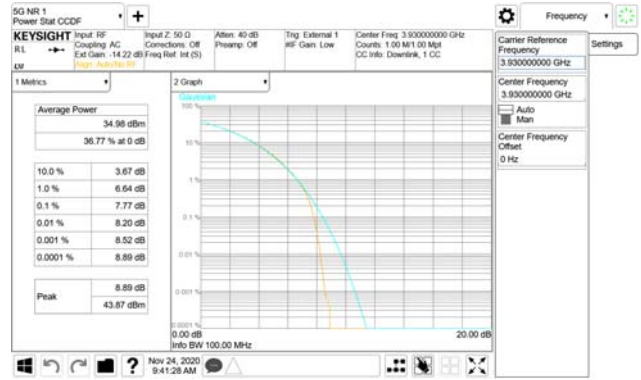 5G NR 1
Power Stat CCDF
Frequency
KEYSIGHT
RL
Input: RF
Coupling: AC
Ext Gain: -14.22 dB
Align: Auto/No RF
Input Z: 50 Ω
Corrections: Off
Freq Ref: Int (S)
Atten: 40 dB
Preamp: Off
Trig: External 1
#IF Gain: Low
Center Freq: 3.930000000 GHz
Counts: 1.00 M/1.00 Mpt
CC Info: Downlink, 1 CC
Carrier Reference
Frequency
3.930000000 GHz
Settings
Center Frequency
3.930000000 GHz
Auto
Man
Center Frequency
Offset
0 Hz
1 Metrics
Average Power
34.98 dBm
36.77 % at 0 dB
10.0 % 3.67 dB
1.0 % 6.64 dB
0.1 % 7.77 dB
0.01 % 8.20 dB
0.001 % 8.52 dB
0.0001 % 8.89 dB
Peak
8.89 dB
43.87 dBm
2 Graph
Gaussian
100 %
10 %
1 %
0.1 %
0.01 %
0.001 %
0.0001 %
0.00 dB
20.00 dB
Info BW 100.00 MHz
Nov 24, 2020
9:41:28 AM